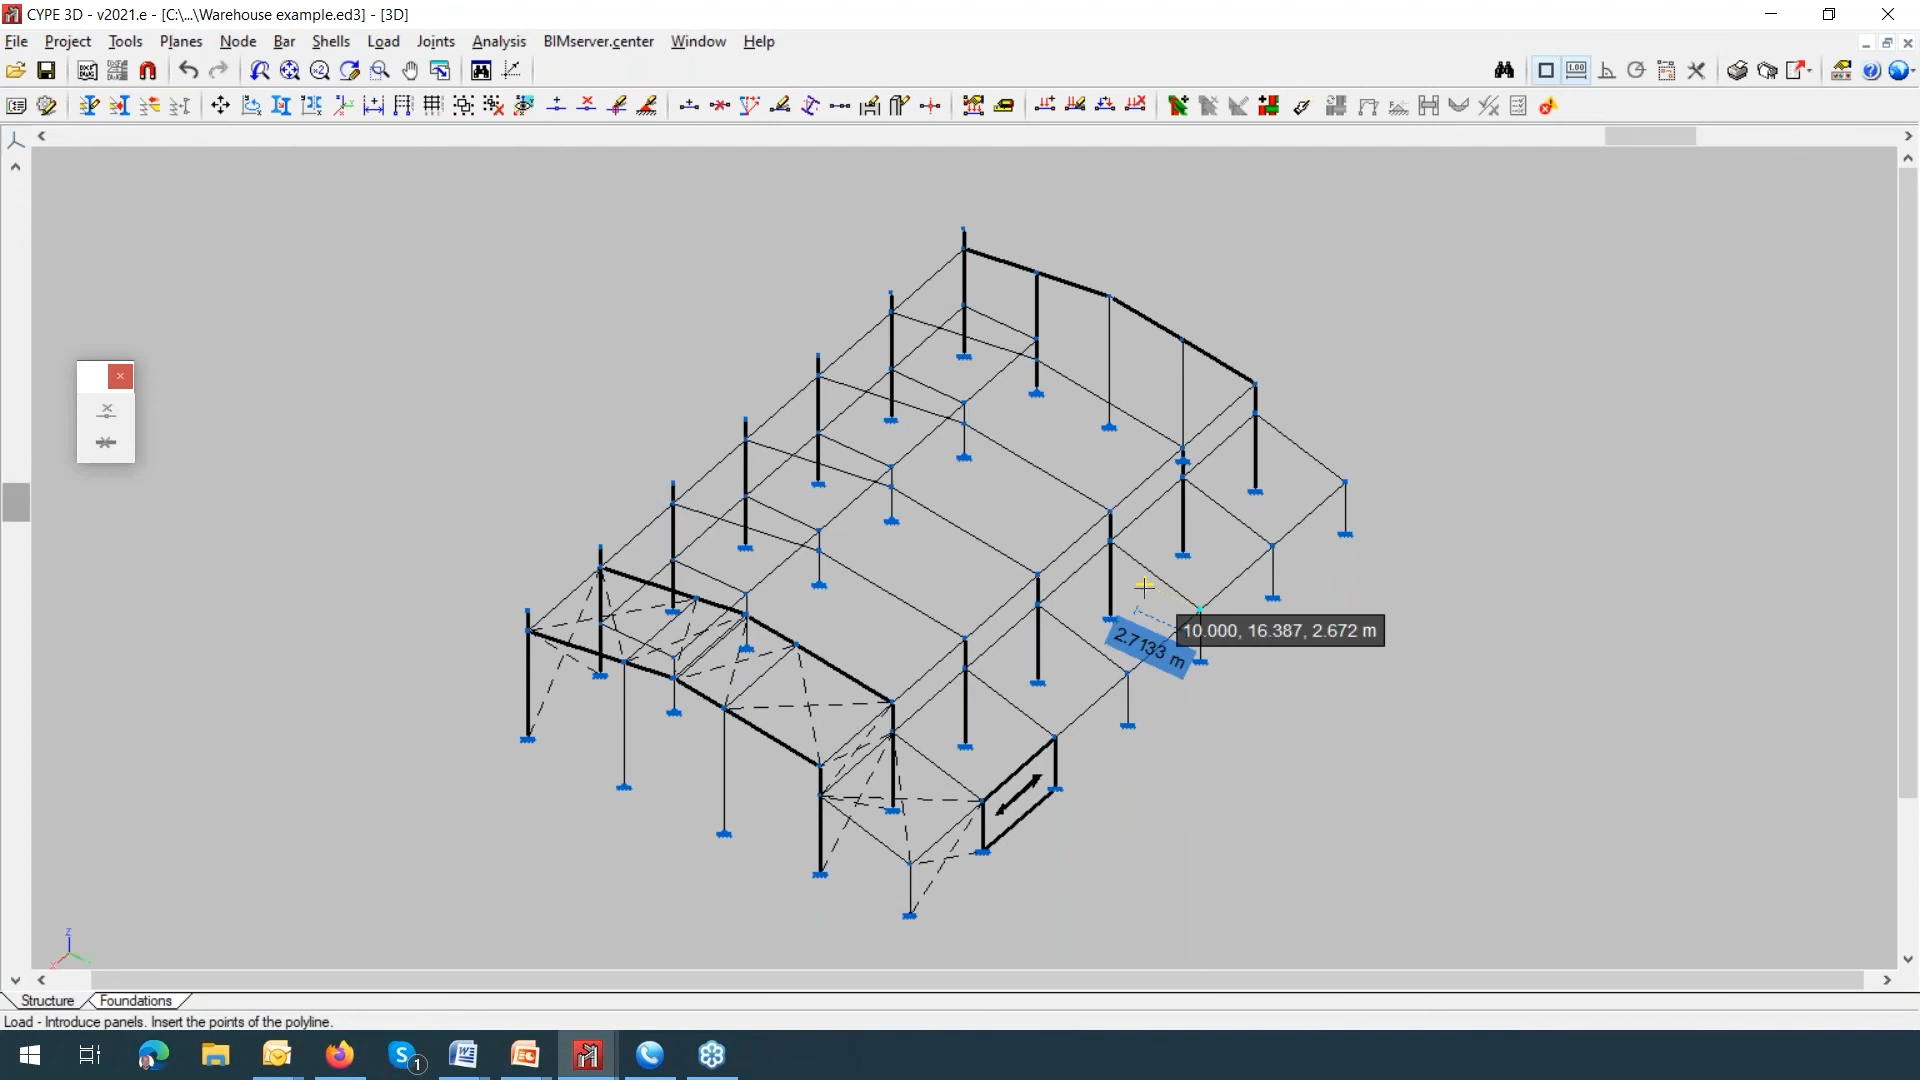 CYPE 3D - v2021.e - [C:\...\Warehouse example.ed3] - [3D]
File Project Tools Planes Node Bar Shells Load Joints Analysis BIMserver.center Window Help
10.000, 16.387, 2.672 m
2.7133 m
z
Structure Foundations
Load - Introduce panels. Insert the points of the polyline.
1